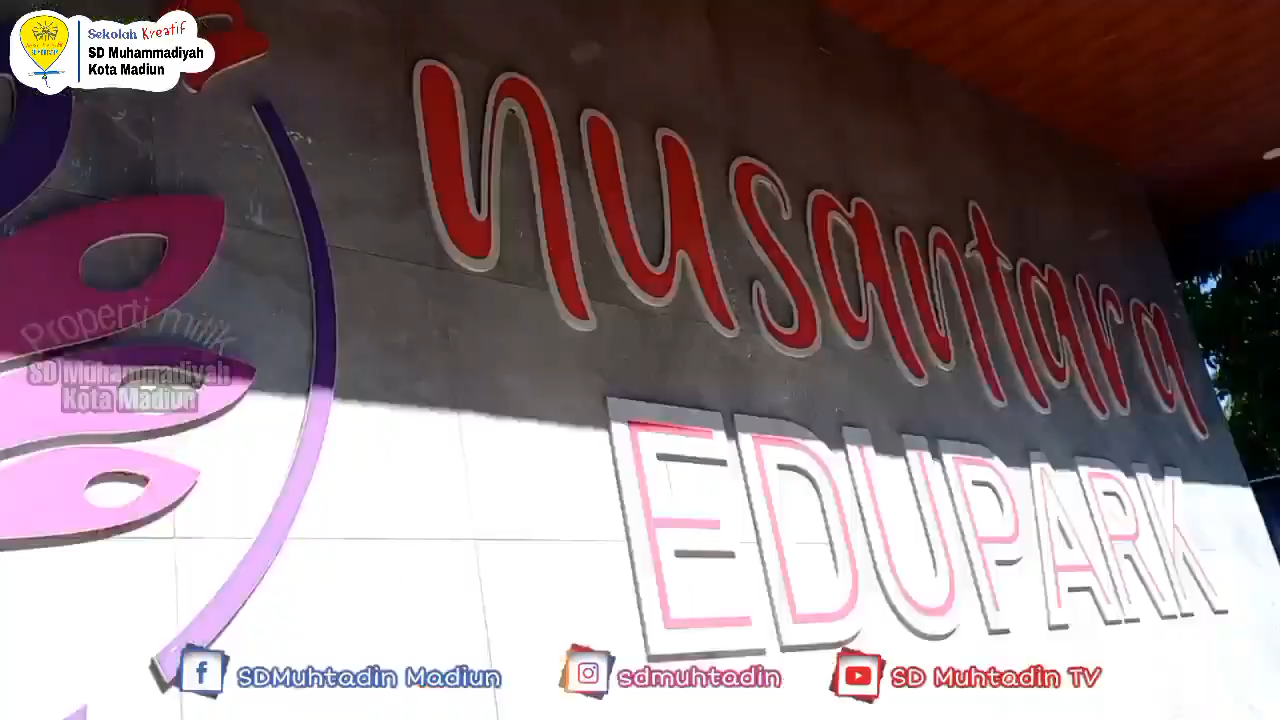 Sekolah Kreatif
SD Muhammadiyah
Kota Madiun
nusantara
EDUPARK
Properti milik
SD Muhammadiyah
Kota Madiun
SDMuhtadin Madiun
sdmuhtadin
SD Muhtadin TV